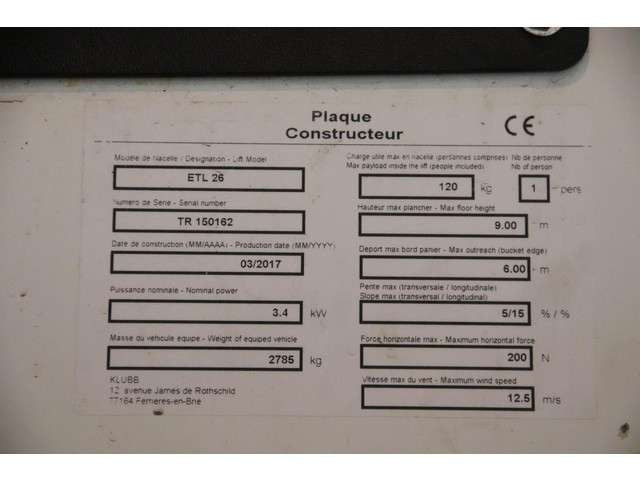 Plaque
Constructeur
CE
Modèle de Nacelle / Designation - Lift Model
ETL 26
Numéro de Série - Serial number
TR 150162
Date de construction (MM/AAAA) - Production date (MM/YYYY)
03/2017
Puissance nominale - Nominal power
3.4 kW
Masse du véhicule équipé - Weight of equiped vehicle
2785 kg
KLUBB
12, avenue James de Rothschild
77164 Ferrières-en-Brie
Charge utile max en Nacelle (personnes comprises)
Max payload inside the lift (people included)
120 kg
Nb de personne
Nb of person
1 pers
Hauteur max plancher - Max floor height
9.00 m
Déport max bord panier - Max outreach (bucket edge)
6.00 m
Pente max (transversale / longitudinale)
Slope max (transversal / longitudinal)
5/15 % / %
Force horizontale max - Maximum horizontal force
200 N
Vitesse max du vent - Maximum wind speed
12.5 m/s